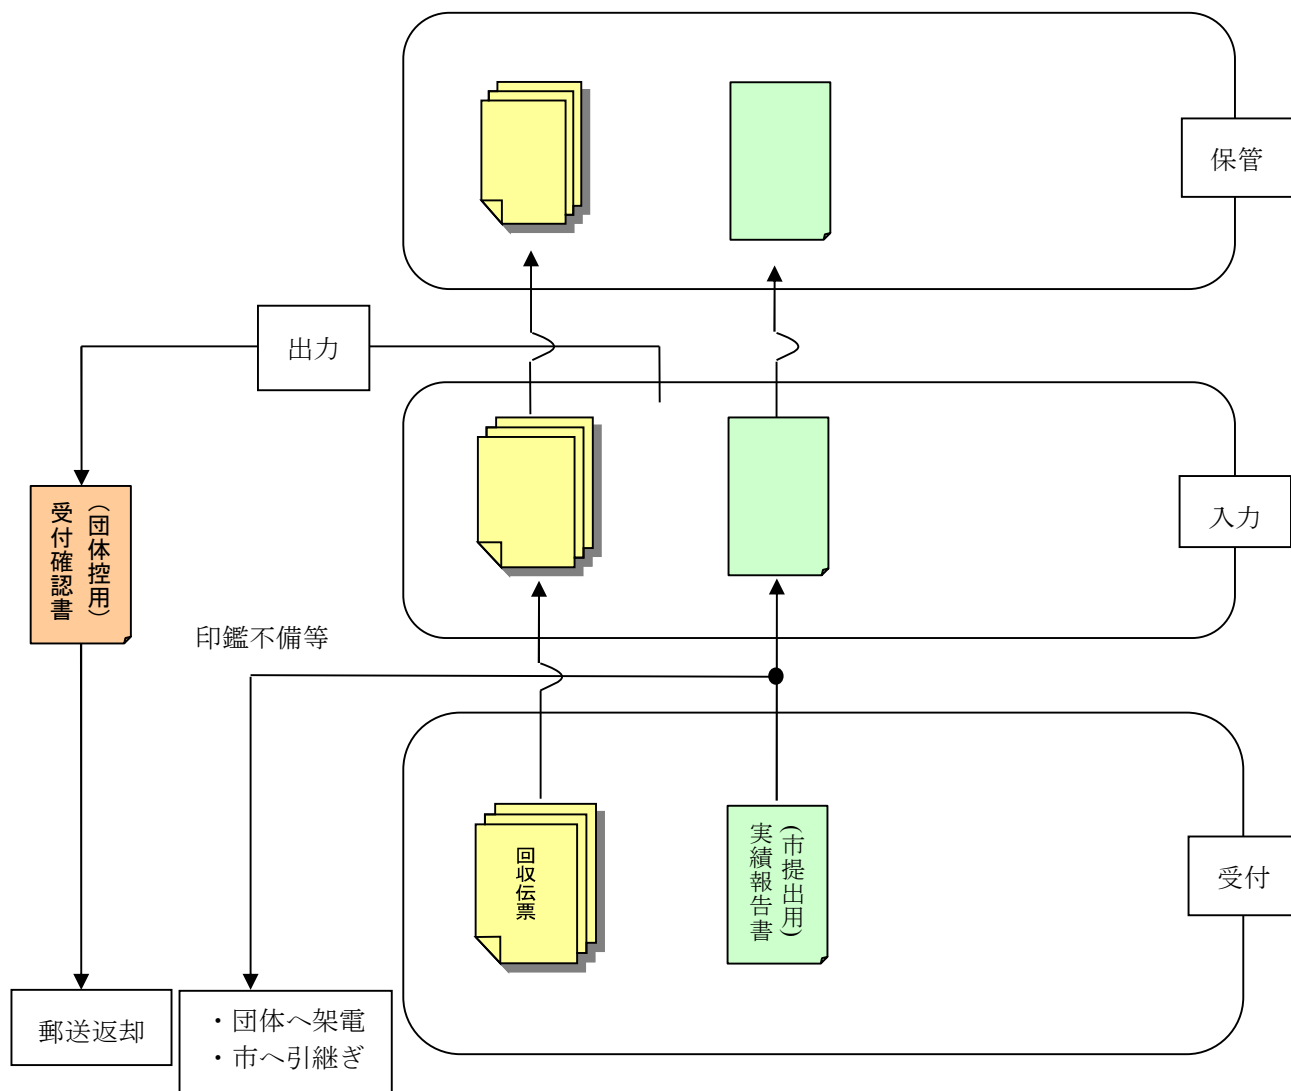 保管
出力
(団体控用)
受付確認書
入力
印鑑不備等
回収伝票
(市提出用)
実績報告書
受付
郵送返却
・団体へ架電
・市へ引継ぎ